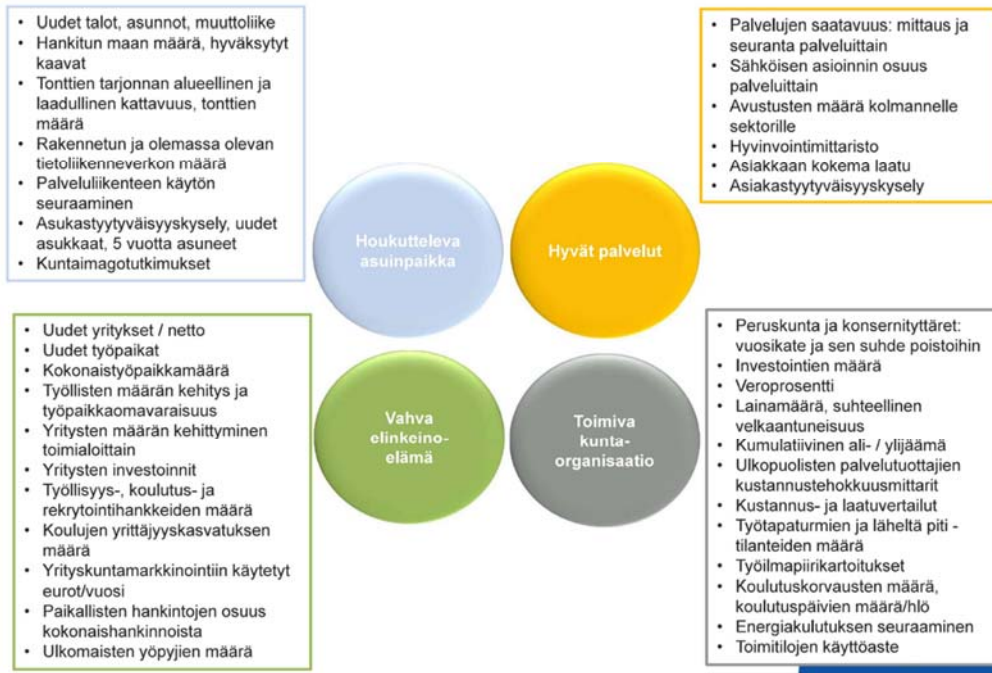 • Uudet talot, asunnot, muuttoliike
• Hankitun maan määrä, hyväksytyt
kaavat
• Tonttien tarjonnan alueellinen ja
laadullinen kattavuus, tonttien
määrä
• Rakennetun ja olemassa olevan
tietoliikenneverkon määrä
• Palveluliikenteen käytön
seuraaminen
• Asukastyytyväisyyskysely, uudet
asukkaat, 5 vuotta asuneet
• Kuntaimagotutkimukset
• Palvelujen saatavuus: mittaus ja
seuranta palveluittain
• Sähköisen asioinnin osuus
palveluittain
• Avustusten määrä kolmannelle
sektorille
• Hyvinvointimittaristo
• Asiakkaan kokema laatu
• Asiakastyytyväisyyskysely
Houkutteleva
asuinpaikka
Hyvät palvelut
Vahva
elinkeino-
elämä
Toimiva
kunta-
organisaatio
• Uudet yritykset / netto
• Uudet työpaikat
• Kokonaistyöpaikkamäärä
• Työllisten määrän kehitys ja
työpaikkaomavaraisuus
• Yritysten määrän kehittyminen
toimialoittain
• Yritysten investoinnit
• Työllisyys-, koulutus- ja
rekrytointihankkeiden määrä
• Koulujen yrittäjyyskasvatuksen
määrä
• Yrityskuntamarkkinointiin käytetyt
eurot/vuosi
• Paikallisten hankintojen osuus
kokonaishankinnoista
• Ulkomaisten yöpyjien määrä
• Peruskunta ja konsernityttäret:
vuosikate ja sen suhde poistoihin
• Investointien määrä
• Veroprosentti
• Lainamäärä, suhteellinen
velkaantuneisuus
• Kumulatiivinen ali- / ylijäämä
• Ulkopuolisten palvelutuottajien
kustannustehokkuusmittarit
• Kustannus- ja laatuvertailut
• Työtapaturmien ja läheltä piti -
tilanteiden määrä
• Työilmapiirikartoitukset
• Koulutuskorvausten määrä,
koulutuspäivien määrä/hlö
• Energiakulutuksen seuraaminen
• Toimitilojen käyttöaste